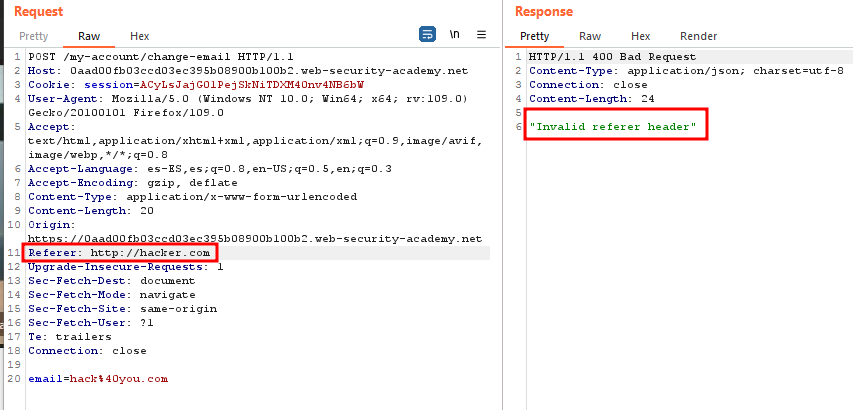 Request
Pretty Raw Hex \n
1 POST /my-account/change-email HTTP/1.1
2 Host: 0aad00fb03ccd03ec395b08900b100b2.web-security-academy.net
3 Cookie: session=ACyLsJajG01PejSkNiTDXM40nv4NB6bW
4 User-Agent: Mozilla/5.0 (Windows NT 10.0; Win64; x64; rv:109.0)
Gecko/20100101 Firefox/109.0
5 Accept:
text/html,application/xhtml+xml,application/xml;q=0.9,image/avif,
image/webp,*/*;q=0.8
6 Accept-Language: es-ES,es;q=0.8,en-US;q=0.5,en;q=0.3
7 Accept-Encoding: gzip, deflate
8 Content-Type: application/x-www-form-urlencoded
9 Content-Length: 20
10 Origin:
https://0aad00fb03ccd03ec395b08900b100b2.web-security-academy.net
11 Referer: http://hacker.com
12 Upgrade-Insecure-Requests: 1
13 Sec-Fetch-Dest: document
14 Sec-Fetch-Mode: navigate
15 Sec-Fetch-Site: same-origin
16 Sec-Fetch-User: ?1
17 Te: trailers
18 Connection: close
19
20 email=hack%40you.com
Response
Pretty Raw Hex Render
1 HTTP/1.1 400 Bad Request
2 Content-Type: application/json; charset=utf-8
3 Connection: close
4 Content-Length: 24
5
6 "Invalid referer header"